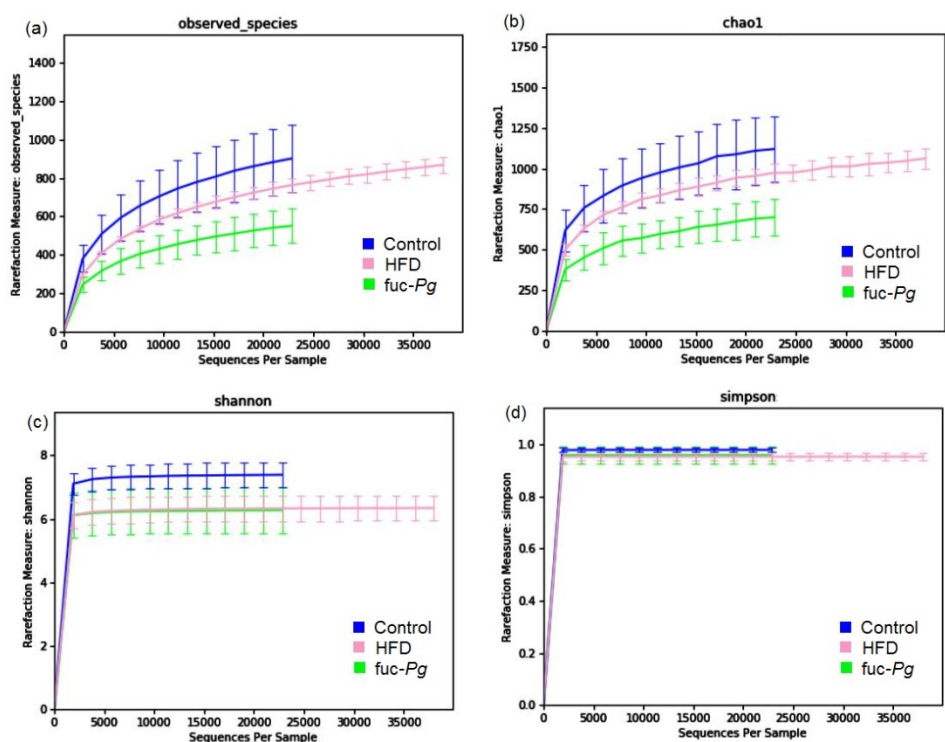 (a)
observed_species
Rarefaction Measure: observed_species
1400
1200
1000
800
600
400
200
0
0 5000 10000 15000 20000 25000 30000 35000
Sequences Per Sample
Control
HFD
fuc-Pg
(b)
chao1
Rarefaction Measure: chao1
1750
1500
1250
1000
750
500
250
0
0 5000 10000 15000 20000 25000 30000 35000
Sequences Per Sample
Control
HFD
fuc-Pg
(c)
shannon
Rarefaction Measure: shannon
8
6
4
2
0
0 5000 10000 15000 20000 25000 30000 35000
Sequences Per Sample
Control
HFD
fuc-Pg
(d)
simpson
Rarefaction Measure: simpson
1.0
0.8
0.6
0.4
0.2
0.0
0 5000 10000 15000 20000 25000 30000 35000
Sequences Per Sample
Control
HFD
fuc-Pg